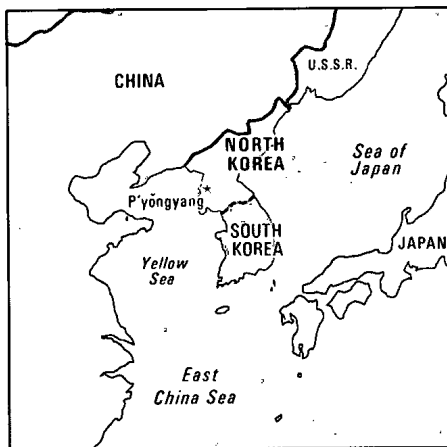 U.S.S.R.
CHINA
NORTH
KOREA
Sea of
Japan
P'yŏngyang
SOUTH
KOREA
JAPAN
Yellow
Sea
East
China Sea